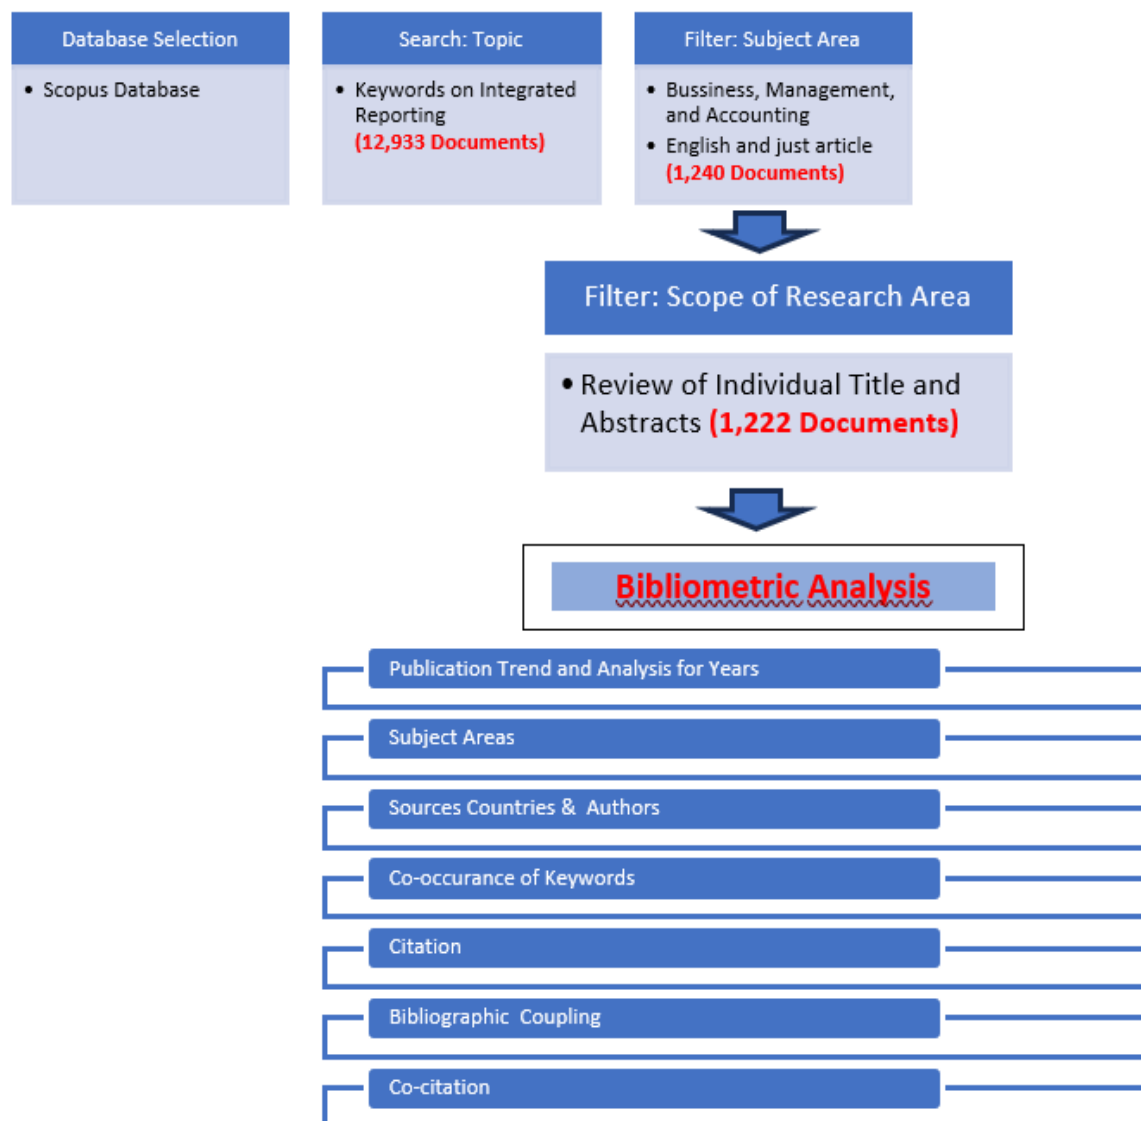 Database Selection
• Scopus Database
Search: Topic
• Keywords on Integrated
Reporting
(12,933 Documents)
Filter: Subject Area
• Bussiness, Management,
and Accounting
• English and just article
(1,240 Documents)
Filter: Scope of Research Area
• Review of Individual Title and
Abstracts (1,222 Documents)
Bibliometric Analysis
Publication Trend and Analysis for Years
Subject Areas
Sources Countries & Authors
Co-occurance of Keywords
Citation
Bibliographic Coupling
Co-citation